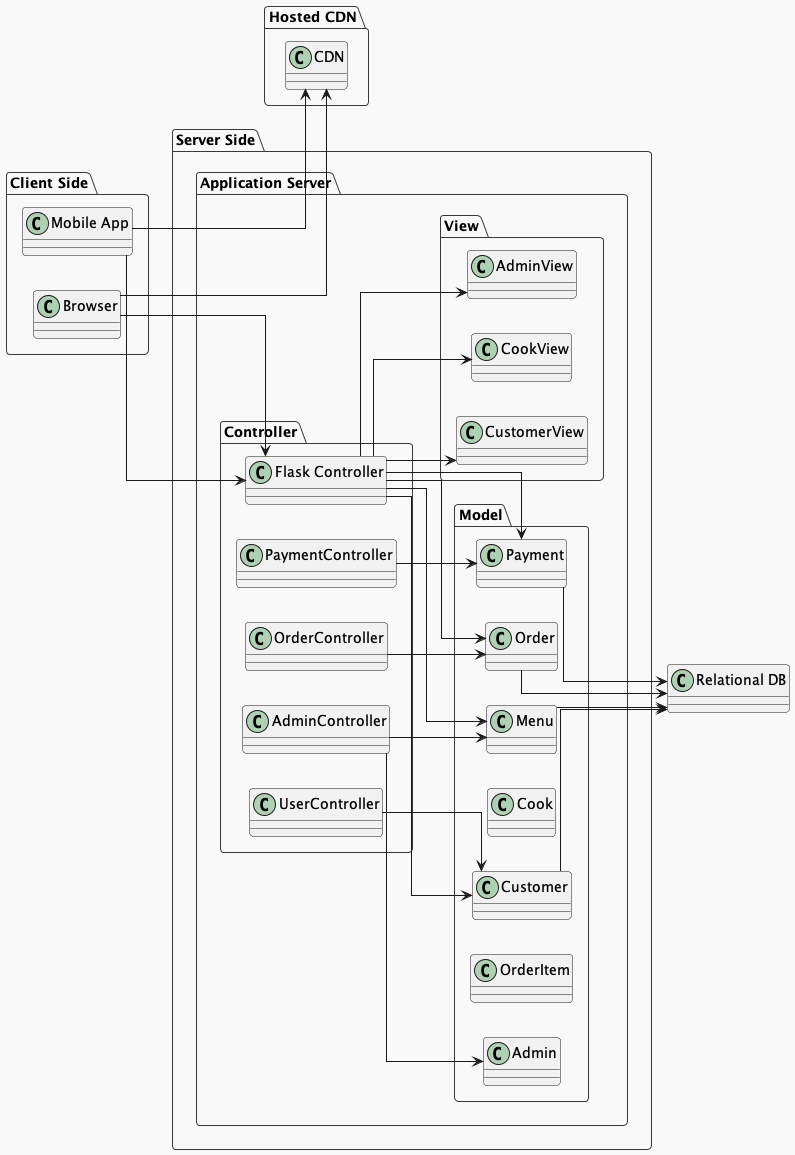 Hosted CDN
C CDN
Server Side
Client Side
Application Server
C Mobile App
View
C AdminView
C Browser
C CookView
Controller
C CustomerView
C Flask Controller
Model
C PaymentController
C Payment
C OrderController
C Order
C Relational DB
C AdminController
C Menu
C UserController
C Cook
C Customer
C OrderItem
C Admin